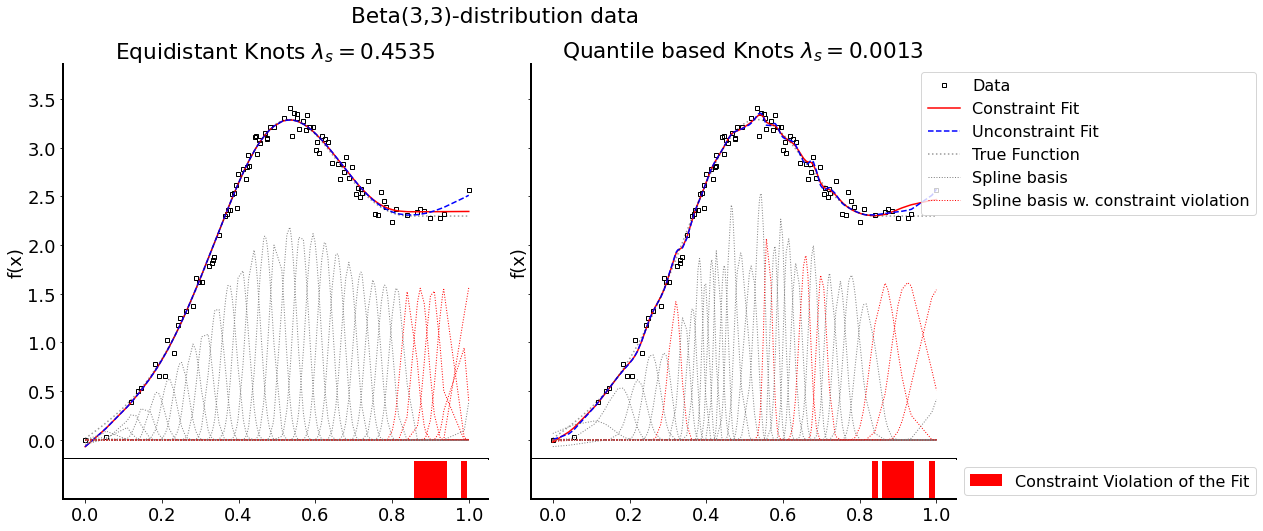 Beta(3,3)-distribution data
Equidistant Knots λₛ = 0.4535
Quantile based Knots λₛ = 0.0013
f(x)
3.5
3.0
2.5
2.0
1.5
1.0
0.5
0.0
0.0 0.2 0.4 0.6 0.8 1.0
f(x)
0.0 0.2 0.4 0.6 0.8 1.0
Data
Constraint Fit
Unconstraint Fit
True Function
Spline basis
Spline basis w. constraint violation
Constraint Violation of the Fit